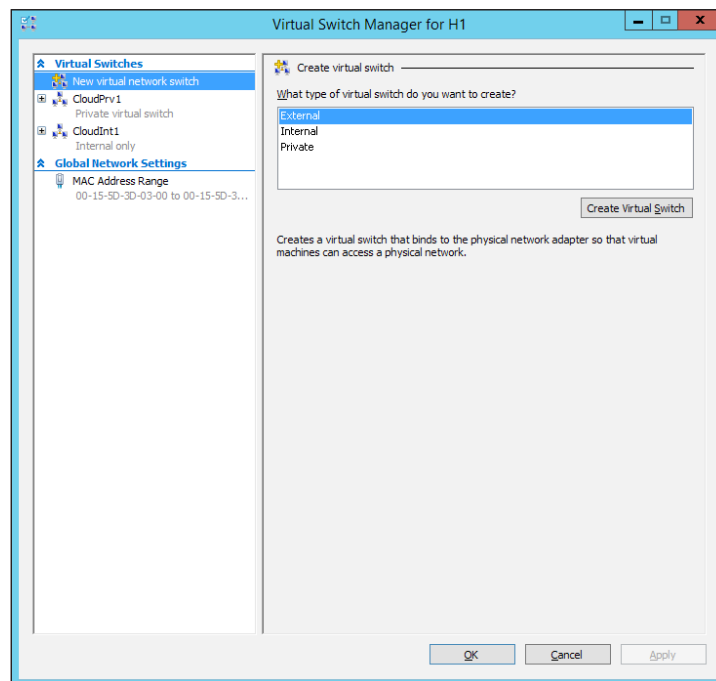 Virtual Switch Manager for H1
Virtual Switches
New virtual network switch
CloudPrv1
Private virtual switch
CloudInt1
Internal only
Global Network Settings
MAC Address Range
00-15-5D-3D-03-00 to 00-15-5D-3...
Create virtual switch
What type of virtual switch do you want to create?
External
Internal
Private
Create Virtual Switch
Creates a virtual switch that binds to the physical network adapter so that virtual
machines can access a physical network.
OK
Cancel
Apply